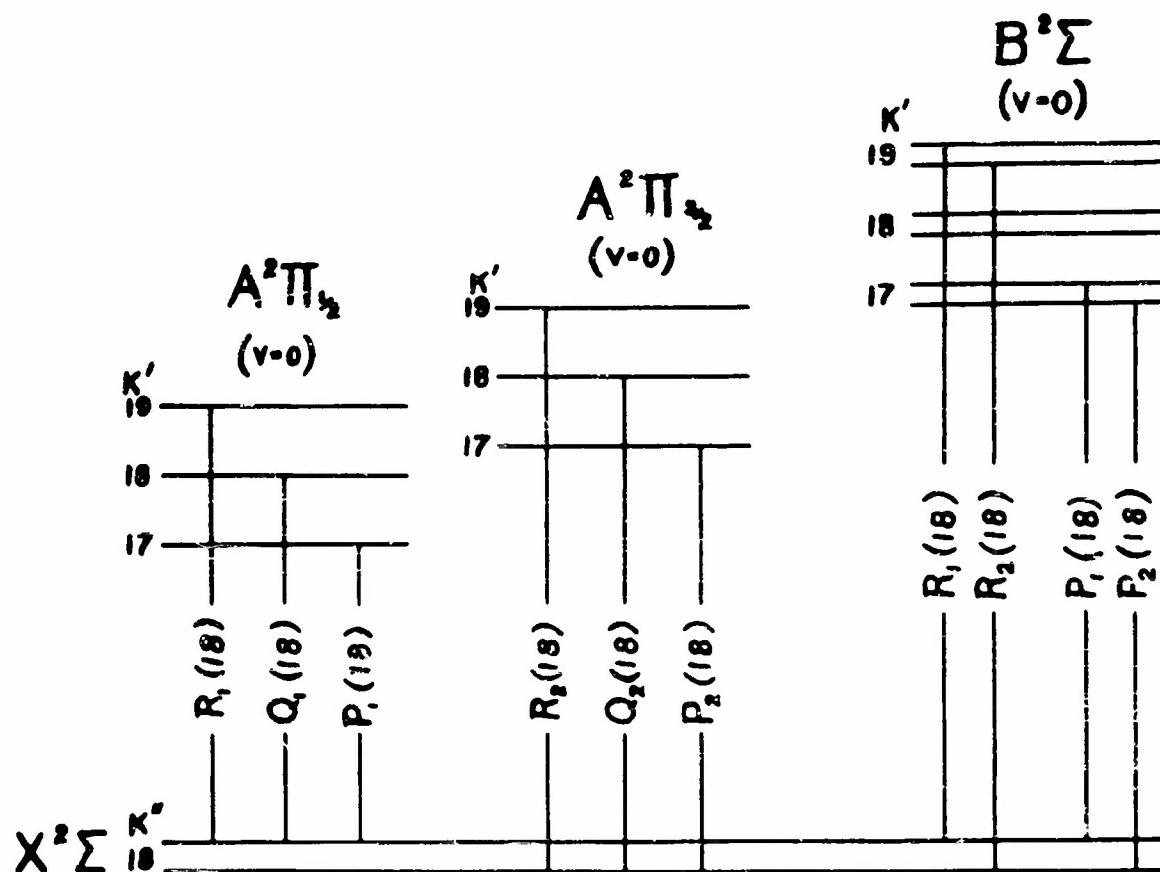 B²Σ
(v=0)
K'
19
18
17
A²Π3/2
(v=0)
K'
19
18
17
A²Π1/2
(v=0)
K'
19
18
17
R₁(18)
Q₁(18)
P₁(18)
R₂(18)
Q₂(18)
P₂(18)
R₁(18)
R₂(18)
P₁(18)
P₂(18)
X²Σ
K"
18